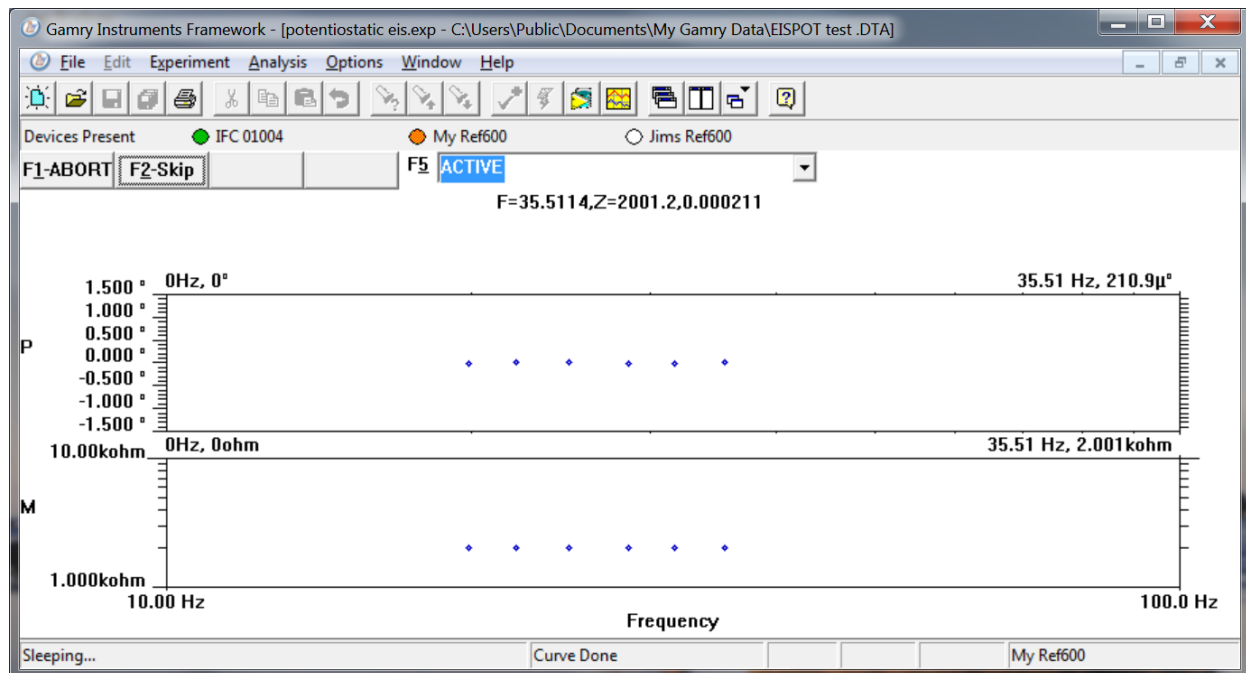 Gamry Instruments Framework - [potentiostatic eis.exp - C:\Users\Public\Documents\My Gamry Data\EISPOT test .DTA]
File Edit Experiment Analysis Options Window Help
Devices Present IFC 01004 My Ref600 Jims Ref600
F1-ABORT F2-Skip F5 ACTIVE
F=35.5114,Z=2001.2,0.000211
0Hz, 0° 35.51 Hz, 210.9µ°
1.500 °
1.000 °
0.500 °
P
0.000 °
-0.500 °
-1.000 °
-1.500 °
0Hz, 0ohm 35.51 Hz, 2.001kohm
10.00kohm
M
1.000kohm
10.00 Hz 100.0 Hz
Frequency
Sleeping... Curve Done My Ref600